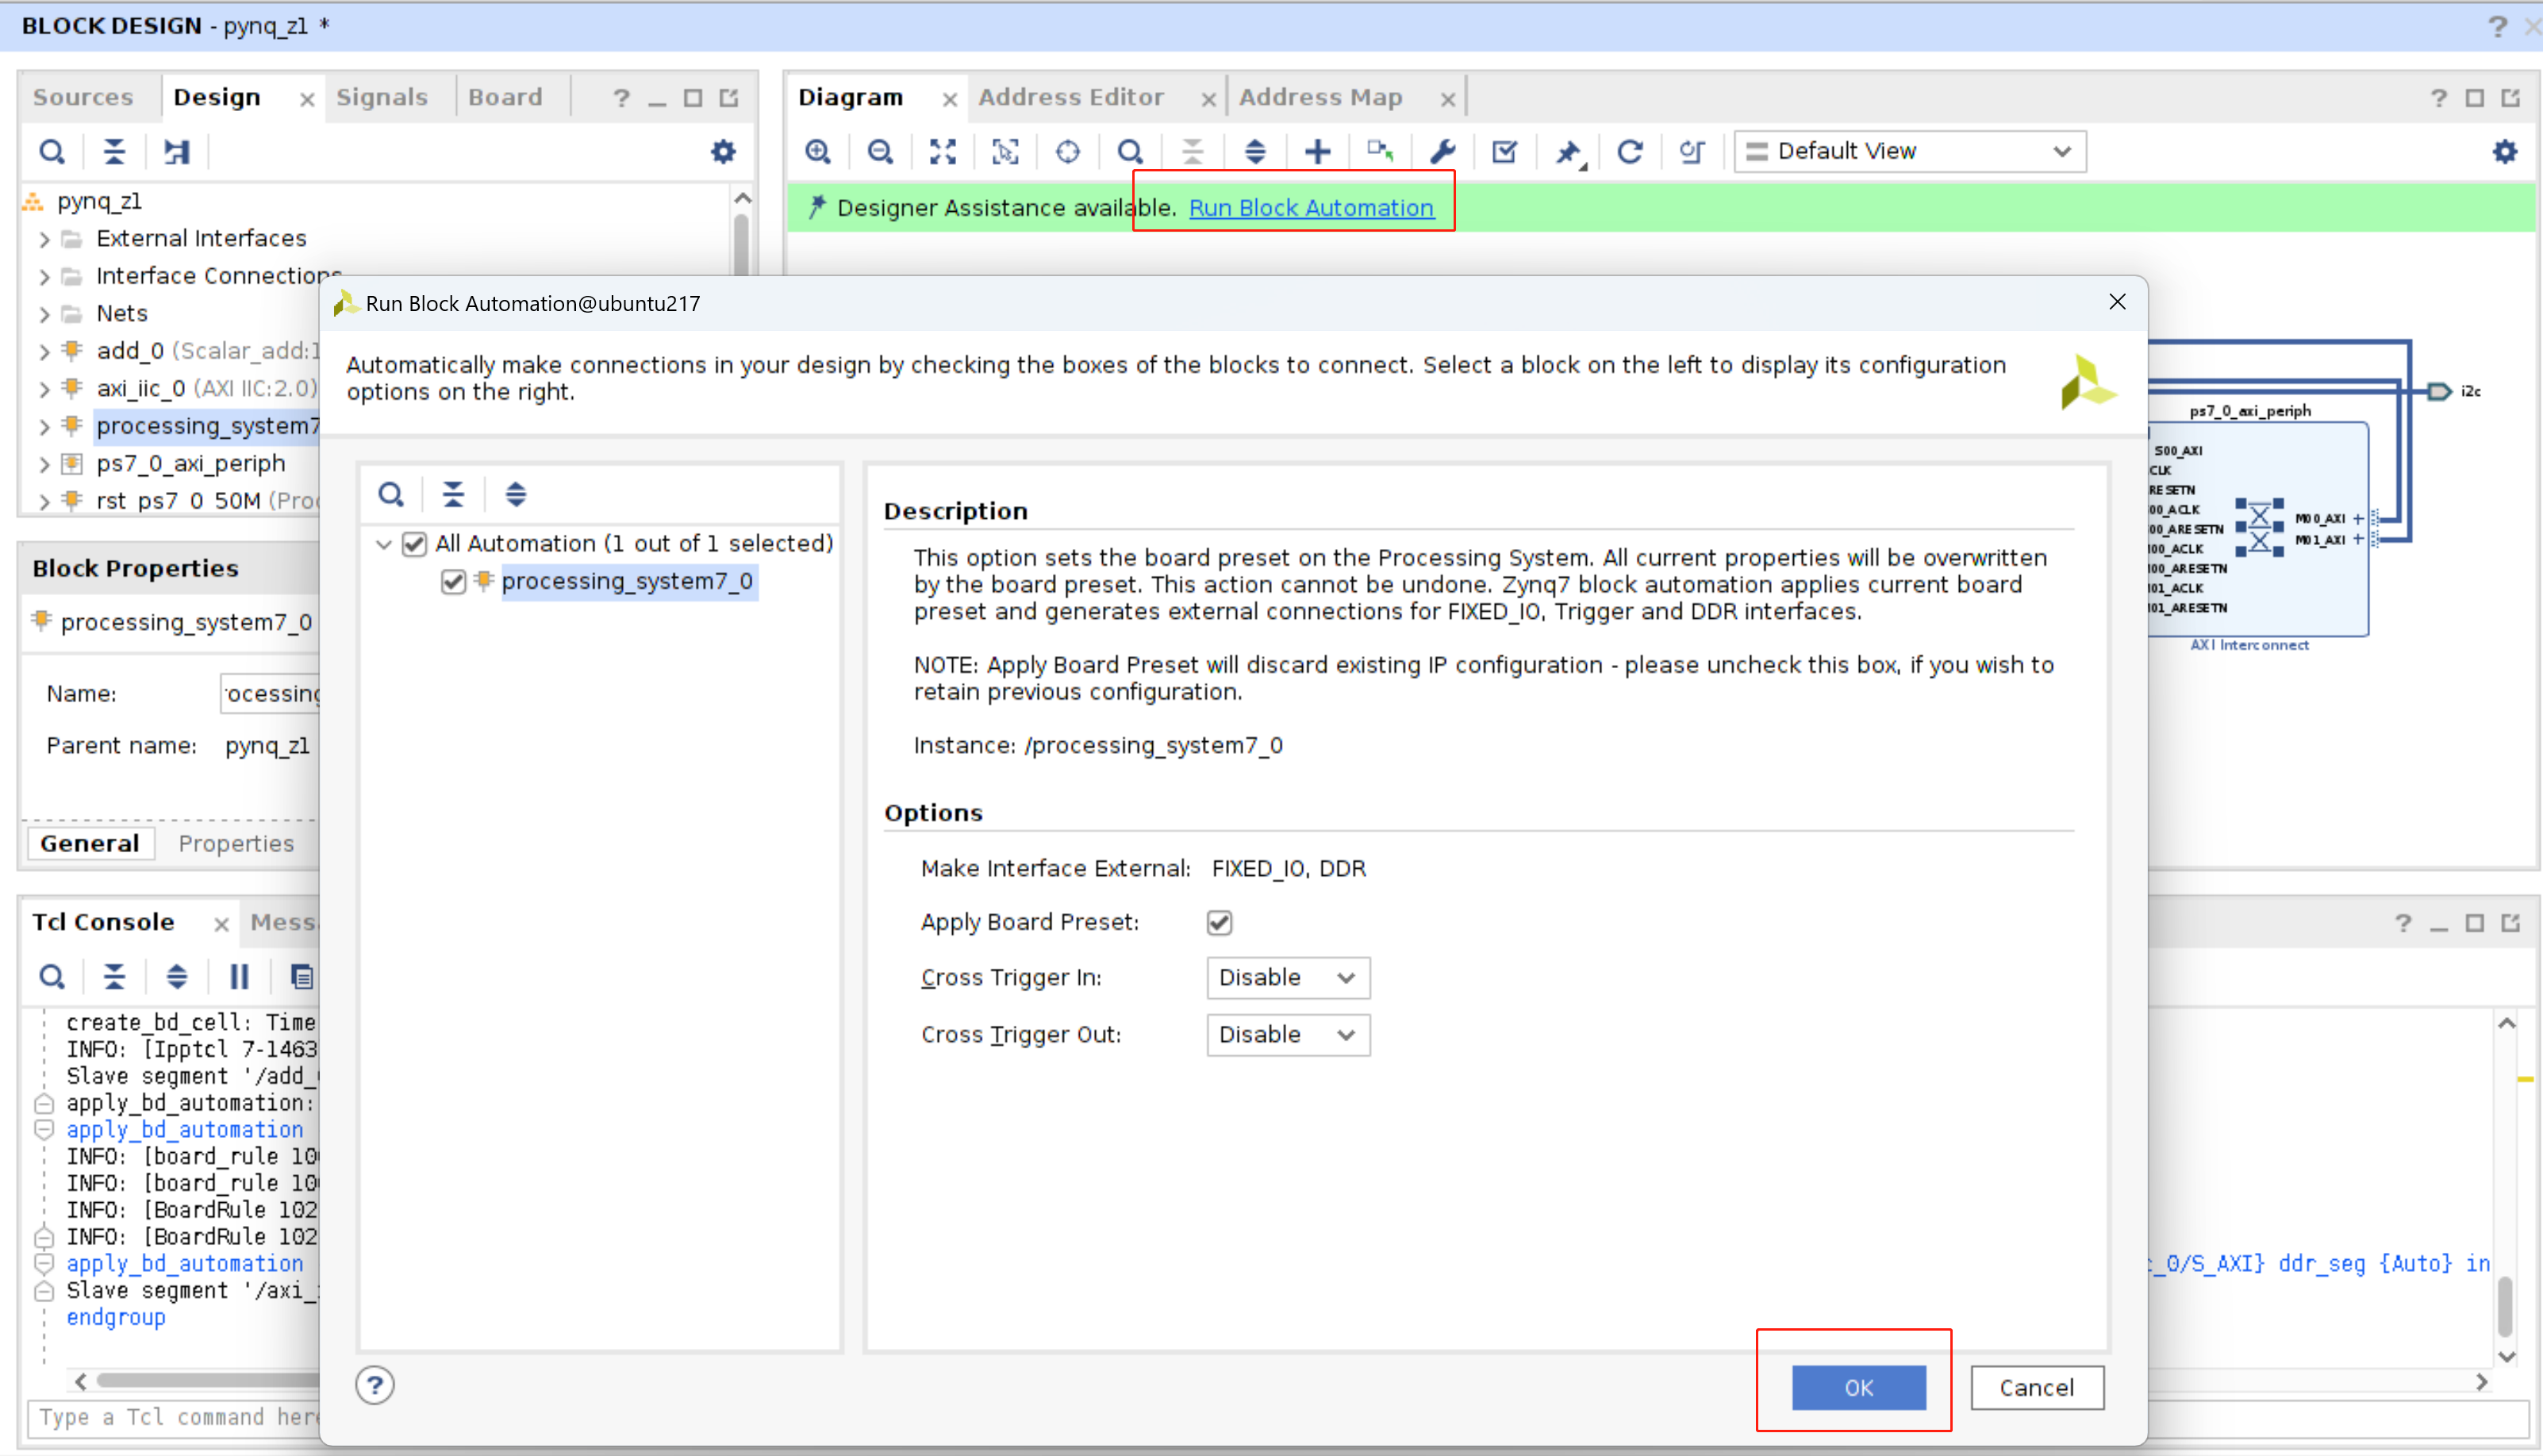 BLOCK DESIGN - pynq_z1 *
Sources
Design
Signals
Board
pynq_z1
External Interfaces
Interface Connections
Nets
add_0 (Scalar_add:1
axi_iic_0 (AXI IIC:2.0)
processing_system7
ps7_0_axi_periph
rst_ps7_0_50M (Proc
Block Properties
processing_system7_0
Name:
ocessing
Parent name: pynq_z1
General
Properties
Diagram
Address Editor
Address Map
Default View
Designer Assistance available. Run Block Automation
i2c
ps7_0_axi_periph
S00_AXI
CLK
RESETN
00_ACLK
00_ARESETN
M00_AXI
00_ACLK
M01_AXI
00_ARESETN
01_ACLK
01_ARESETN
AXI Interconnect
Run Block Automation@ubuntu217
Automatically make connections in your design by checking the boxes of the blocks to connect. Select a block on the left to display its configuration
options on the right.
All Automation (1 out of 1 selected)
processing_system7_0
Description
This option sets the board preset on the Processing System. All current properties will be overwritten
by the board preset. This action cannot be undone. Zynq7 block automation applies current board
preset and generates external connections for FIXED_IO, Trigger and DDR interfaces.
NOTE: Apply Board Preset will discard existing IP configuration - please uncheck this box, if you wish to
retain previous configuration.
Instance: /processing_system7_0
Options
Make Interface External: FIXED_IO, DDR
Apply Board Preset:
Cross Trigger In: Disable
Cross Trigger Out: Disable
OK
Cancel
Tcl Console
Mess
create_bd_cell: Time
INFO: [Ipptcl 7-1463
Slave segment '/add_
apply_bd_automation:
apply_bd_automation
INFO: [board_rule 10
INFO: [board_rule 10
INFO: [BoardRule 102
INFO: [BoardRule 102
apply_bd_automation
_0/S_AXI} ddr_seg {Auto} in
Slave segment '/axi_
endgroup
Type a Tcl command here